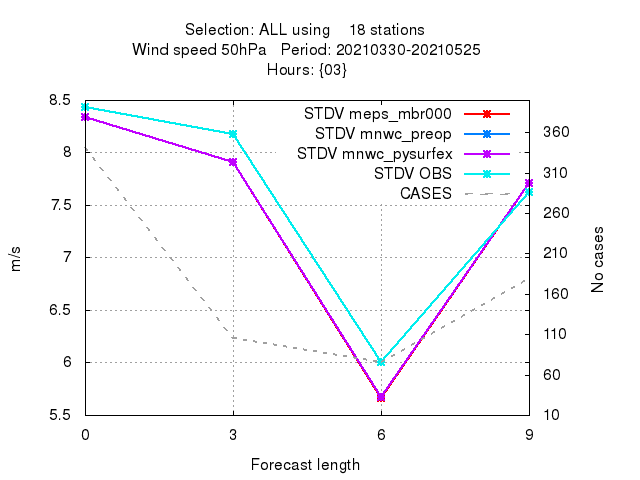 Selection: ALL using 18 stations
Wind speed 50hPa Period: 20210330-20210525
Hours: {03}
STDV meps_mbr000
STDV mnwc_preop
STDV mnwc_pysurfex
STDV OBS
CASES
8.5
8
7.5
7
6.5
6
5.5
m/s
360
310
260
210
160
110
60
10
No cases
0 3 6 9
Forecast length